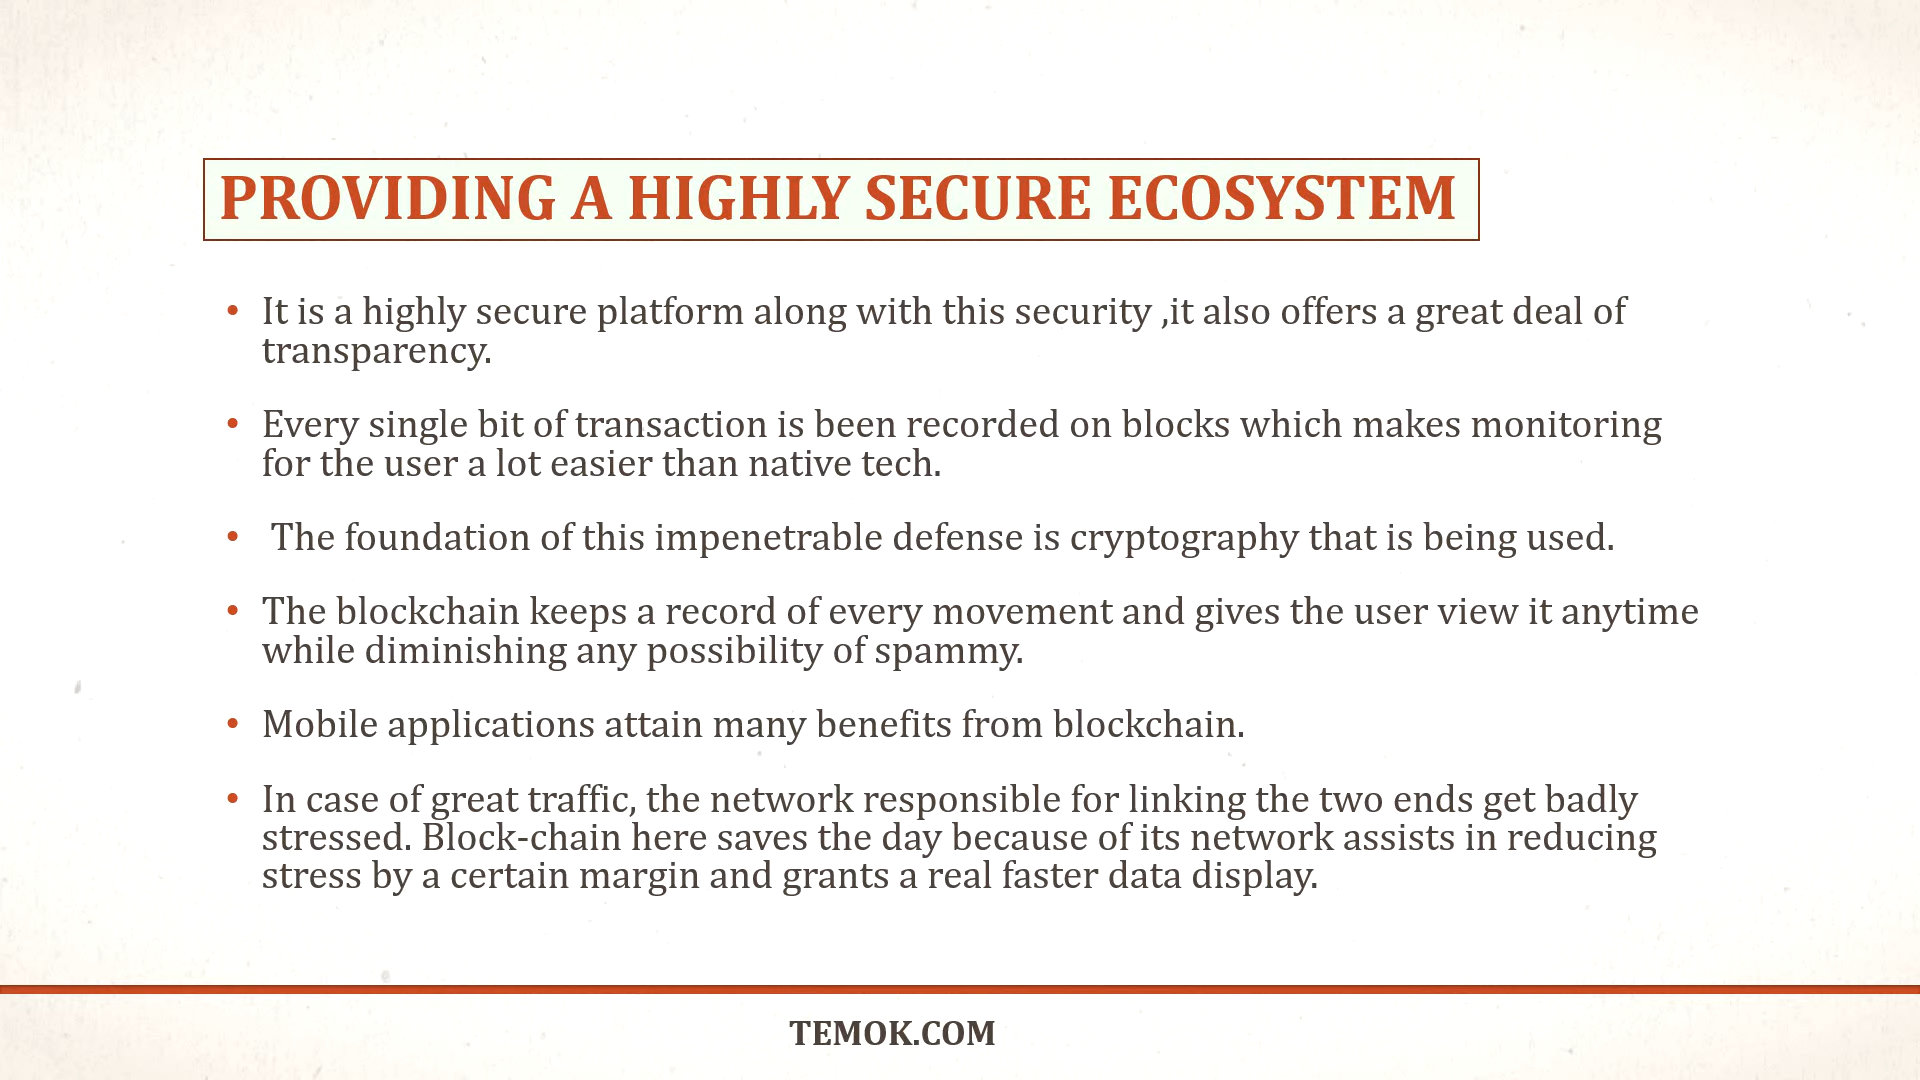 PROVIDING A HIGHLY SECURE ECOSYSTEM
• It is a highly secure platform along with this security ,it also offers a great deal of
transparency.
• Every single bit of transaction is been recorded on blocks which makes monitoring
for the user a lot easier than native tech.
• The foundation of this impenetrable defense is cryptography that is being used.
• The blockchain keeps a record of every movement and gives the user view it anytime
while diminishing any possibility of spammy.
• Mobile applications attain many benefits from blockchain.
• In case of great traffic, the network responsible for linking the two ends get badly
stressed. Block-chain here saves the day because of its network assists in reducing
stress by a certain margin and grants a real faster data display.
TEMOK.COM